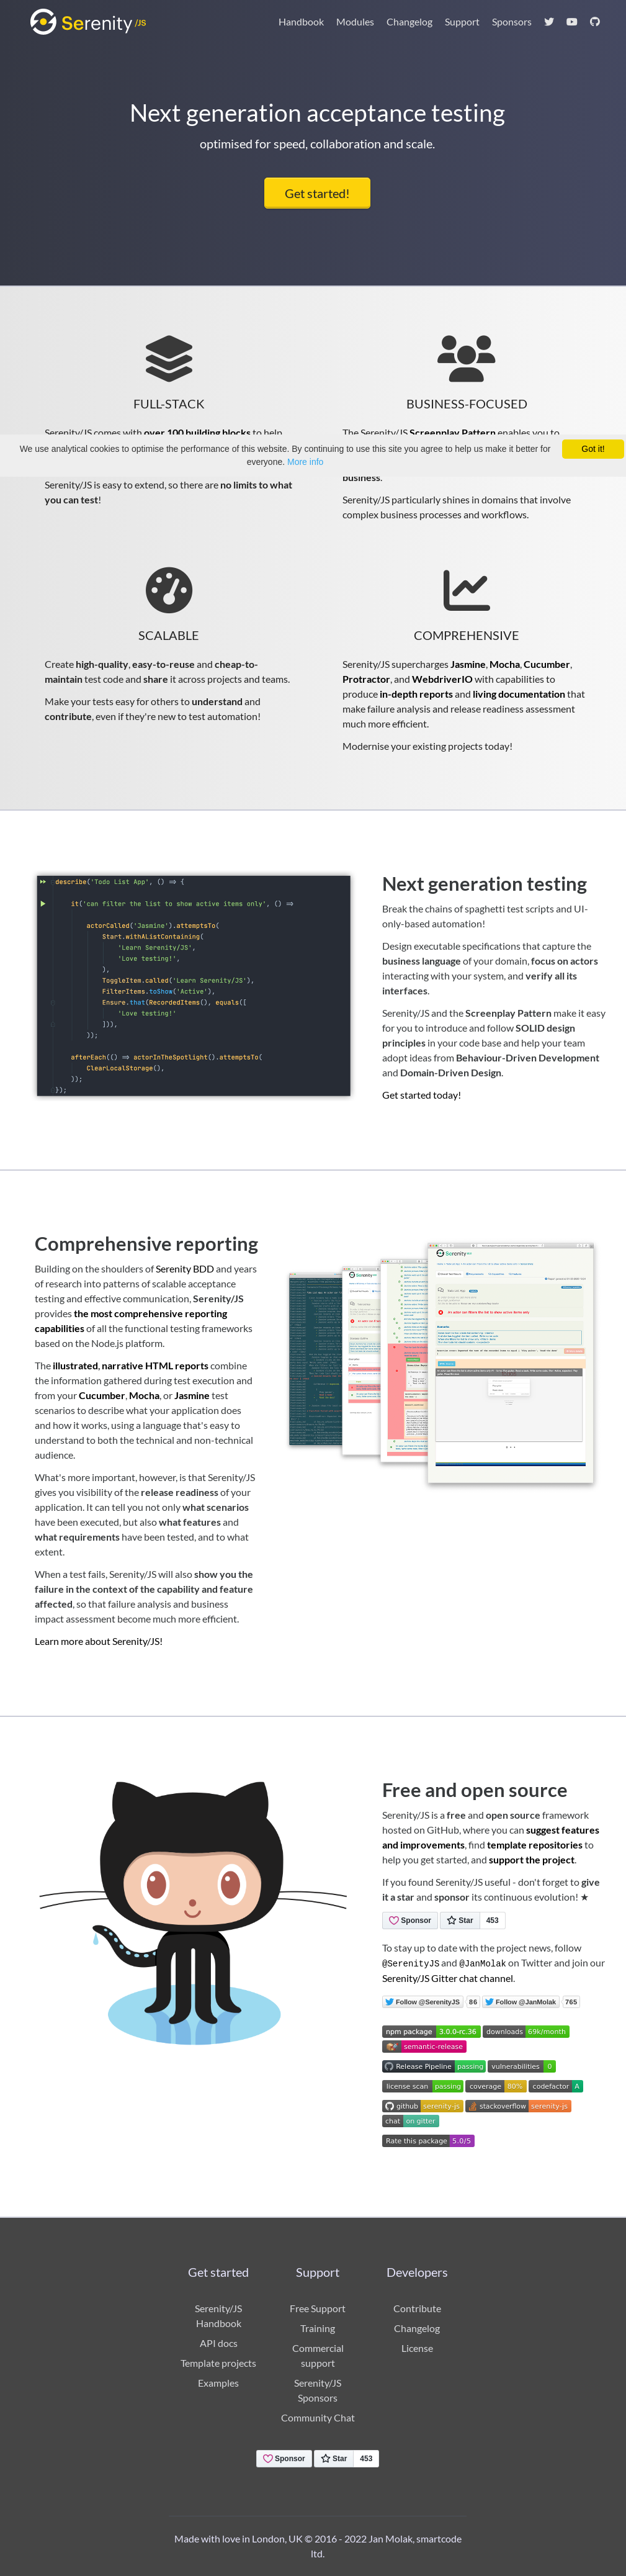 Serenity/JS
Handbook Modules Changelog Support Sponsors
Next generation acceptance testing
optimised for speed, collaboration and scale.
Get started!
FULL-STACK
Serenity/JS comes with over 100 building blocks to help
We use analytical cookies to optimise the performance of this website. By continuing to use this site you agree to help us make it better for
everyone. More info
Got it!
Serenity/JS is easy to extend, so there are no limits to what
you can test!
BUSINESS-FOCUSED
The Serenity/JS Screenplay Pattern enables you to
business.
Serenity/JS particularly shines in domains that involve
complex business processes and workflows.
SCALABLE
Create high-quality, easy-to-reuse and cheap-to-
maintain test code and share it across projects and teams.
Make your tests easy for others to understand and
contribute, even if they're new to test automation!
COMPREHENSIVE
Serenity/JS supercharges Jasmine, Mocha, Cucumber,
Protractor, and WebdriverIO with capabilities to
produce in-depth reports and living documentation that
make failure analysis and release readiness assessment
much more efficient.
Modernise your existing projects today!
describe('Todo List App', () => {
it('can filter the list to show active items only', () =>
actorCalled('Jasmine').attemptsTo(
Start.withAListContaining(
'Learn Serenity/JS',
'Love testing!',
),
ToggleItem.called('Learn Serenity/JS'),
FilterItems.toShow('Active'),
Ensure.that(RecordedItems(), equals([
'Love testing!'
])),
));
afterEach(() => actorInTheSpotlight().attemptsTo(
ClearLocalStorage(),
));
});
Next generation testing
Break the chains of spaghetti test scripts and UI-
only-based automation!
Design executable specifications that capture the
business language of your domain, focus on actors
interacting with your system, and verify all its
interfaces.
Serenity/JS and the Screenplay Pattern make it easy
for you to introduce and follow SOLID design
principles in your code base and help your team
adopt ideas from Behaviour-Driven Development
and Domain-Driven Design.
Get started today!
Comprehensive reporting
Building on the shoulders of Serenity BDD and years
of research into patterns of scalable acceptance
testing and effective communication, Serenity/JS
provides the most comprehensive reporting
capabilities of all the functional testing frameworks
based on the Node.js platform.
The illustrated, narrative HTML reports combine
the information gathered during test execution and
from your Cucumber, Mocha, or Jasmine test
scenarios to describe what your application does
and how it works, using a language that's easy to
understand to both the technical and non-technical
audience.
What's more important, however, is that Serenity/JS
gives you visibility of the release readiness of your
application. It can tell you not only what scenarios
have been executed, but also what features and
what requirements have been tested, and to what
extent.
When a test fails, Serenity/JS will also show you the
failure in the context of the capability and feature
affected, so that failure analysis and business
impact assessment become much more efficient.
Learn more about Serenity/JS!
Serenity
Free and open source
Serenity/JS is a free and open source framework
hosted on GitHub, where you can suggest features
and improvements, find template repositories to
help you get started, and support the project.
If you found Serenity/JS useful - don't forget to give
it a star and sponsor its continuous evolution! ★
Sponsor Star 453
To stay up to date with the project news, follow
@SerenityJS and @JanMolak on Twitter and join our
Serenity/JS Gitter chat channel.
Follow @SerenityJS 86 Follow @JanMolak 765
npm package 3.0.0-rc.36 downloads 69k/month
semantic-release
Release Pipeline passing vulnerabilities 0
license scan passing coverage 80% codefactor A
github serenity-js stackoverflow serenity-js
chat on gitter
Rate this package 5.0/5
Get started
Serenity/JS
Handbook
API docs
Template projects
Examples
Support
Free Support
Training
Commercial
support
Serenity/JS
Sponsors
Community Chat
Developers
Contribute
Changelog
License
Sponsor Star 453
Made with love in London, UK © 2016 - 2022 Jan Molak, smartcode
ltd.